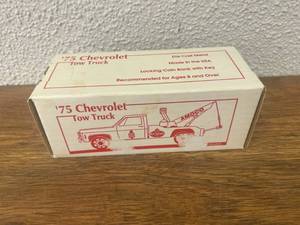 '75 Chevrolet
Tow Truck
Die Cast Metal
Made in the USA
Locking Coin Bank with Key
Recommended for Ages 8 and Over
'75 Chevrolet
Tow Truck
AMOCO